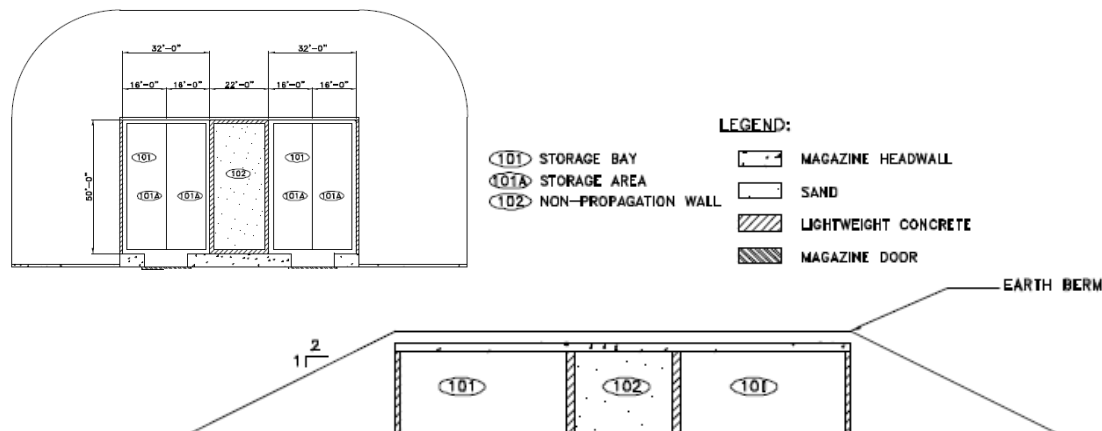 32'-0" 32'-0"
16'-0" 16'-0" 22'-0" 16'-0" 16'-0"
50'-0"
101 101
102
101A 101A 101A 101A
101 STORAGE BAY
101A STORAGE AREA
102 NON-PROPAGATION WALL
LEGEND:
MAGAZINE HEADWALL
SAND
LIGHTWEIGHT CONCRETE
MAGAZINE DOOR
EARTH BERM
2
1
101 102 101